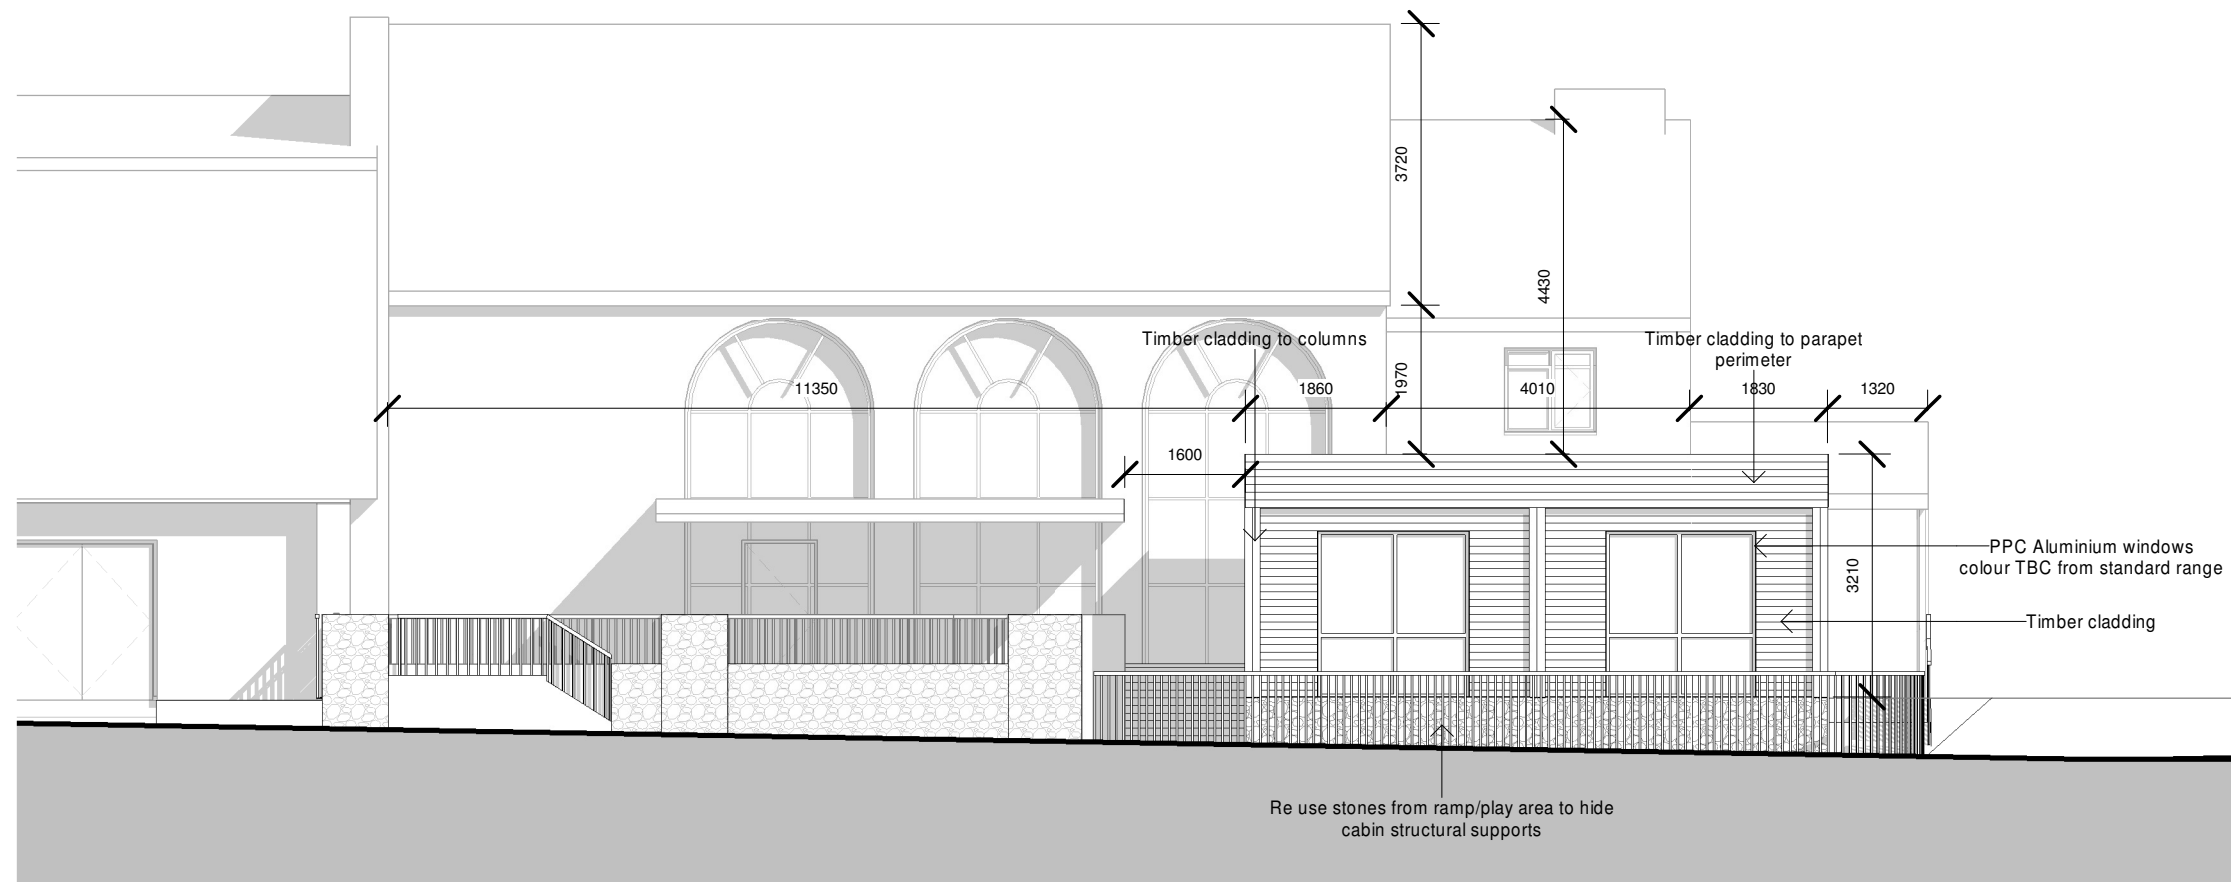 3720
4430
Timber cladding to columns
Timber cladding to parapet
perimeter
1970
11350
1860
4010
1830
1320
1600
3210
PPC Aluminium windows
colour TBC from standard range
Timber cladding
Re use stones from ramp/play area to hide
cabin structural supports